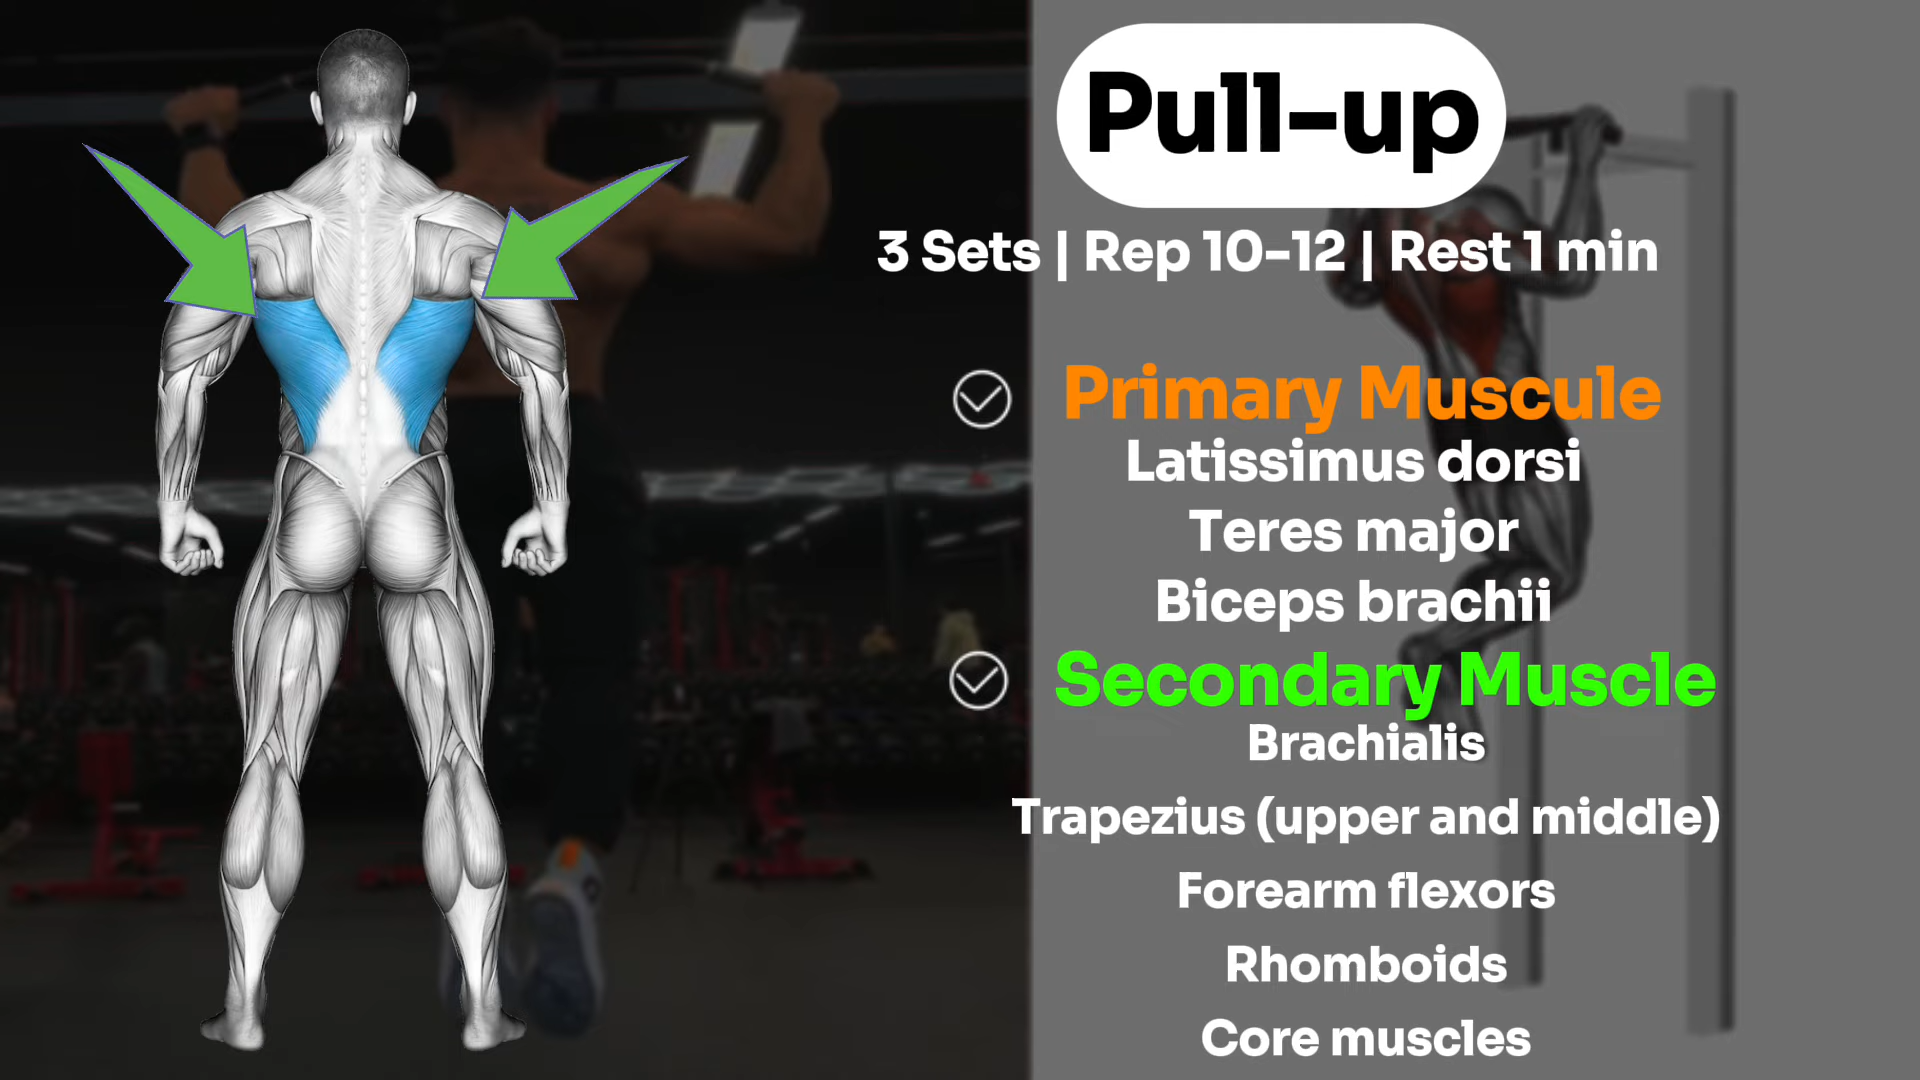 Pull-up
3 Sets | Rep 10-12 | Rest 1 min
Primary Muscule
Latissimus dorsi
Teres major
Biceps brachii
Secondary Muscle
Brachialis
Trapezius (upper and middle)
Forearm flexors
Rhomboids
Core muscles